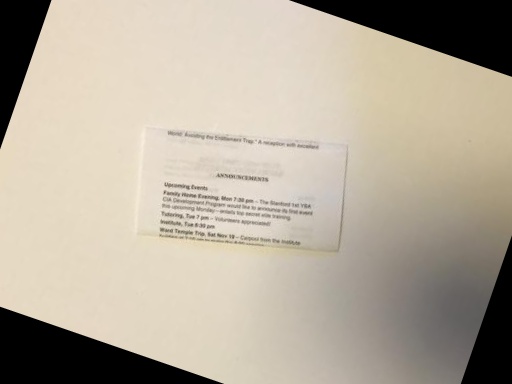 World: Avoiding the Entitlement Trap." A reception with excellent
ANNOUNCEMENTS
Upcoming Events
Family Home Evening, Mon 7:30 pm – The Stanford 1st YSA
CIA Development Program would like to announce its first event
this upcoming Monday—enters top secret elite training.
Tutoring, Tue 7 pm – Volunteers appreciated!
Institute, Tue 8:30 pm
Ward Temple Trip, Sat Nov 19 – Carpool from the Institute